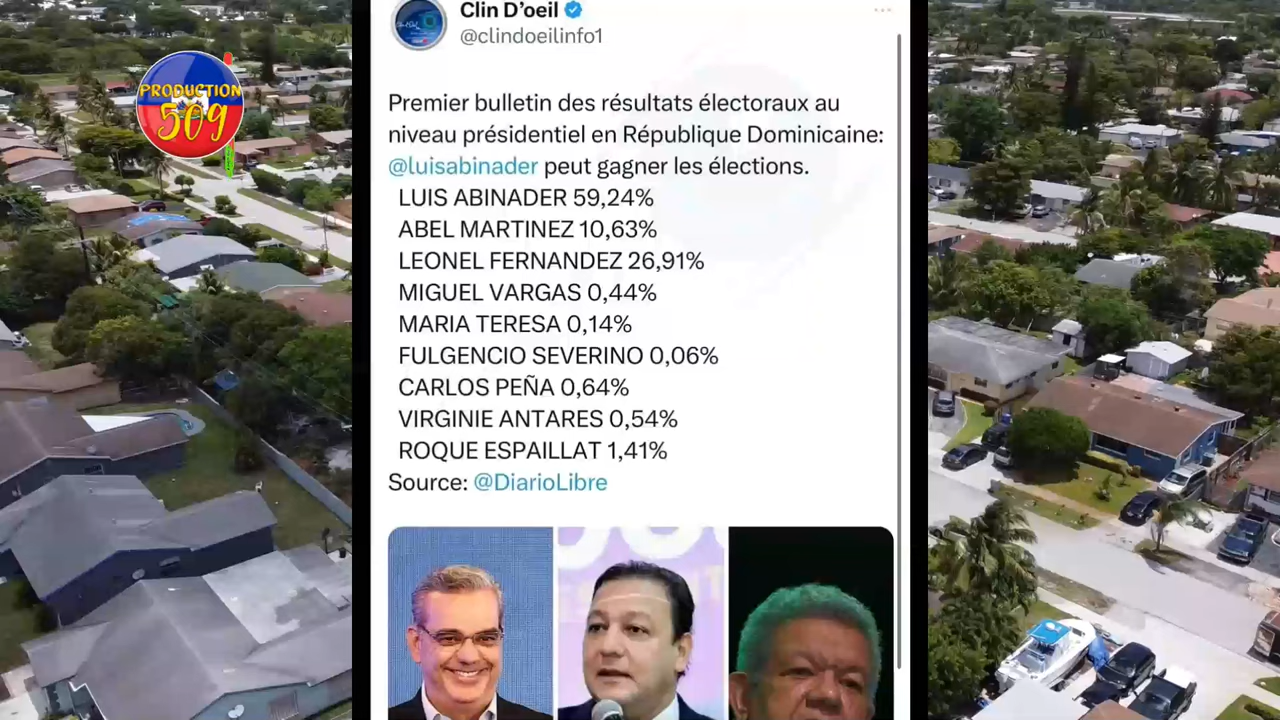 PRODUCTION
509
Clin D'oeil
@clindoeilinfo1
Premier bulletin des résultats électoraux au
niveau présidentiel en République Dominicaine:
@luisabinader peut gagner les élections.
LUIS ABINADER 59,24%
ABEL MARTINEZ 10,63%
LEONEL FERNANDEZ 26,91%
MIGUEL VARGAS 0,44%
MARIA TERESA 0,14%
FULGENCIO SEVERINO 0,06%
CARLOS PEÑA 0,64%
VIRGINIE ANTARES 0,54%
ROQUE ESPAILLAT 1,41%
Source: @DiarioLibre